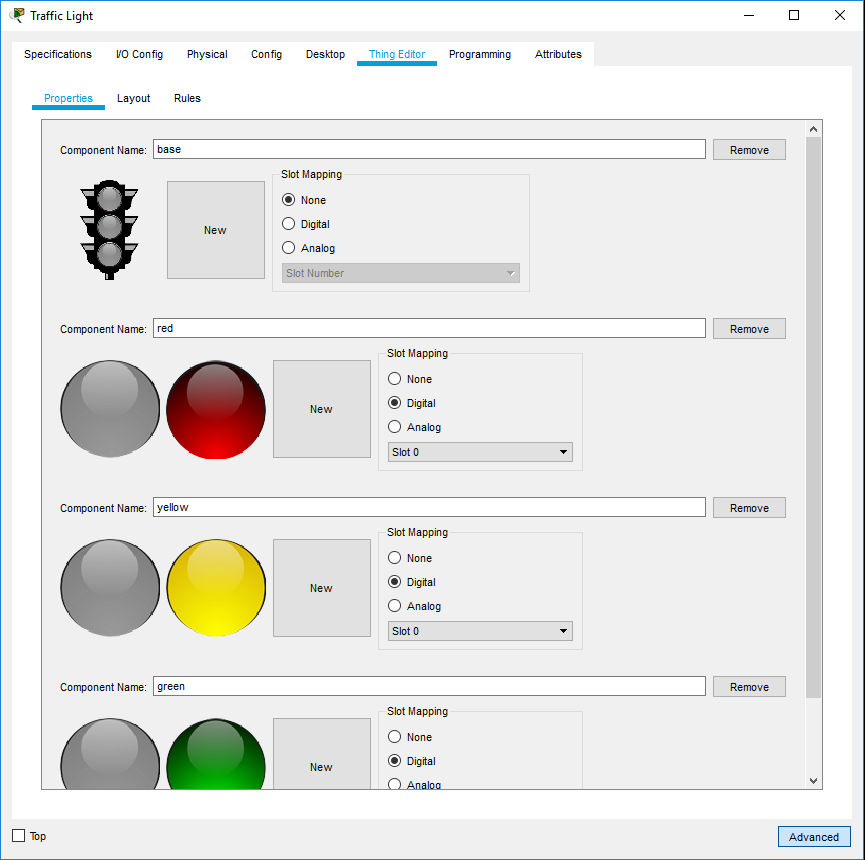 Traffic Light
Specifications I/O Config Physical Config Desktop Thing Editor Programming Attributes
Properties Layout Rules
Component Name: base Remove
New
Slot Mapping
None
Digital
Analog
Slot Number
Component Name: red Remove
New
Slot Mapping
None
Digital
Analog
Slot 0
Component Name: yellow Remove
New
Slot Mapping
None
Digital
Analog
Slot 0
Component Name: green Remove
New
Slot Mapping
None
Digital
Analog
Top Advanced